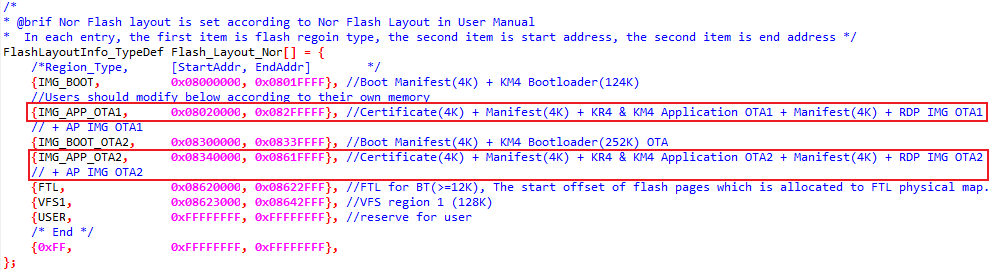 /*
* @brif Nor Flash layout is set according to Nor Flash Layout in User Manual
*  In each entry, the first item is flash regoin type, the second item is start address, the second item is end address */
FlashLayoutInfo_TypeDef Flash_Layout_Nor[] = {
/*Region_Type,      [StartAddr, EndAddr]        */
{IMG_BOOT,      0x08000000, 0x0801FFFF}, //Boot Manifest(4K) + KM4 Bootloader(124K)
//Users should modify below according to their own memory
{IMG_APP_OTA1,      0x08020000, 0x082FFFFF}, //Certificate(4K) + Manifest(4K) + KR4 & KM4 Application OTA1 + Manifest(4K) + RDP IMG OTA1
// + AP IMG OTA1
{IMG_BOOT_OTA2,      0x08300000, 0x0833FFFF}, //Boot Manifest(4K) + KM4 Bootloader(252K) OTA
{IMG_APP_OTA2,      0x08340000, 0x0861FFFF}, //Certificate(4K) + Manifest(4K) + KR4 & KM4 Application OTA2 + Manifest(4K) + RDP IMG OTA2
// + AP IMG OTA2
{FTL,      0x08620000, 0x08622FFF}, //FTL for BT(>=12K), The start offset of flash pages which is allocated to FTL physical map.
{VFS1,      0x08623000, 0x08642FFF}, //VFS region 1 (128K)
{USER,      0xFFFFFFFF, 0xFFFFFFFF}, //reserve for user
/* End */
{0xFF,      0xFFFFFFFF, 0xFFFFFFFF},
};